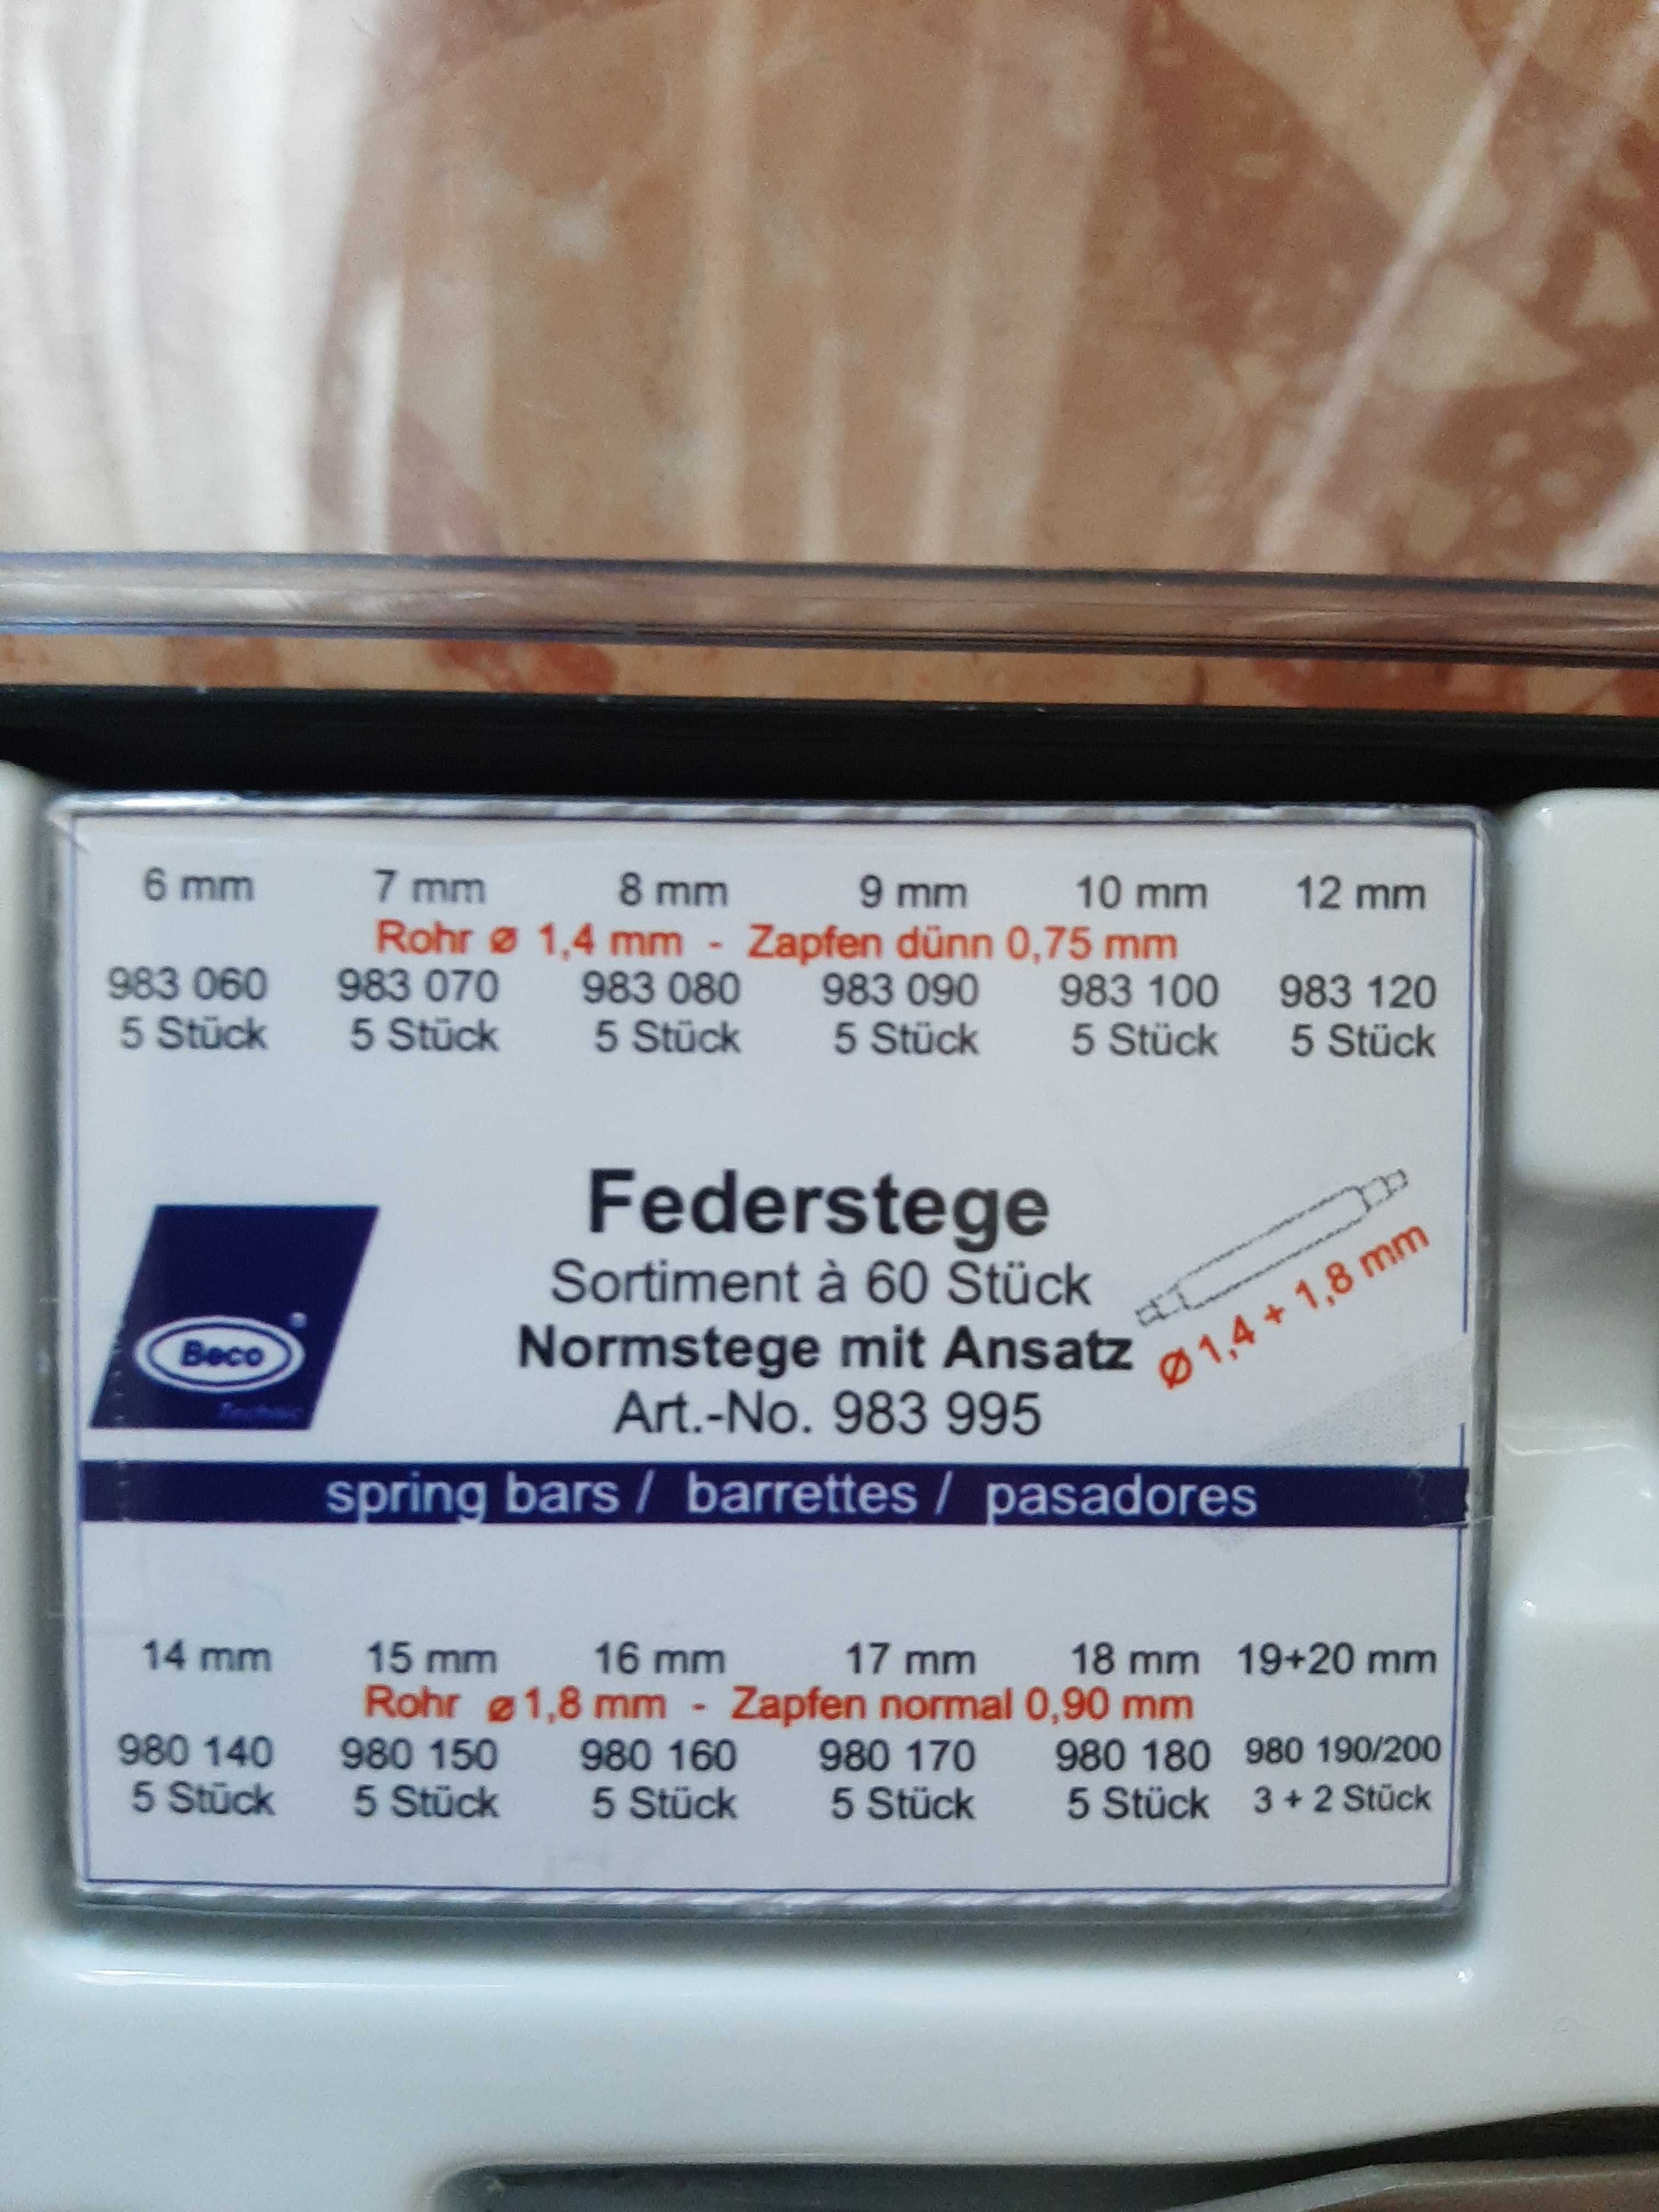 6 mm 7 mm 8 mm 9 mm 10 mm 12 mm
Rohr ø 1,4 mm - Zapfen dünn 0,75 mm
983 060 983 070 983 080 983 090 983 100 983 120
5 Stück 5 Stück 5 Stück 5 Stück 5 Stück 5 Stück
Federstege
Sortiment à 60 Stück
Normstege mit Ansatz
Art.-No. 983 995
Ø 1,4 + 1,8 mm
Beco ®
Technic
spring bars / barrettes / pasadores
14 mm 15 mm 16 mm 17 mm 18 mm 19+20 mm
Rohr ø 1,8 mm - Zapfen normal 0,90 mm
980 140 980 150 980 160 980 170 980 180 980 190/200
5 Stück 5 Stück 5 Stück 5 Stück 5 Stück 3 + 2 Stück